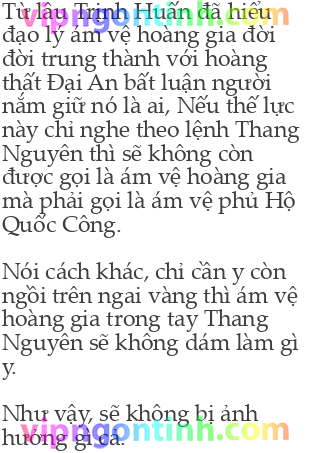 Từ lâu Trịnh Huấn đã hiểu
vipngontinh.com
đạo lý ám vệ hoàng gia đời
đời trung thành với hoàng
thất Đại An bất luận người
nắm giữ nó là ai, Nếu thế lực
này chỉ nghe theo lệnh Thang
Nguyên thì sẽ không còn
được gọi là ám vệ hoàng gia
mà phải gọi là ám vệ phủ Hộ
Quốc Công.
Nói cách khác, chỉ cần y còn
ngồi trên ngai vàng thì ám vệ
hoàng gia trong tay Thang
Nguyên sẽ không dám làm gì
y.
Như vậy, sẽ không bị ảnh
vipngontinh.com
hưởng gì cả.